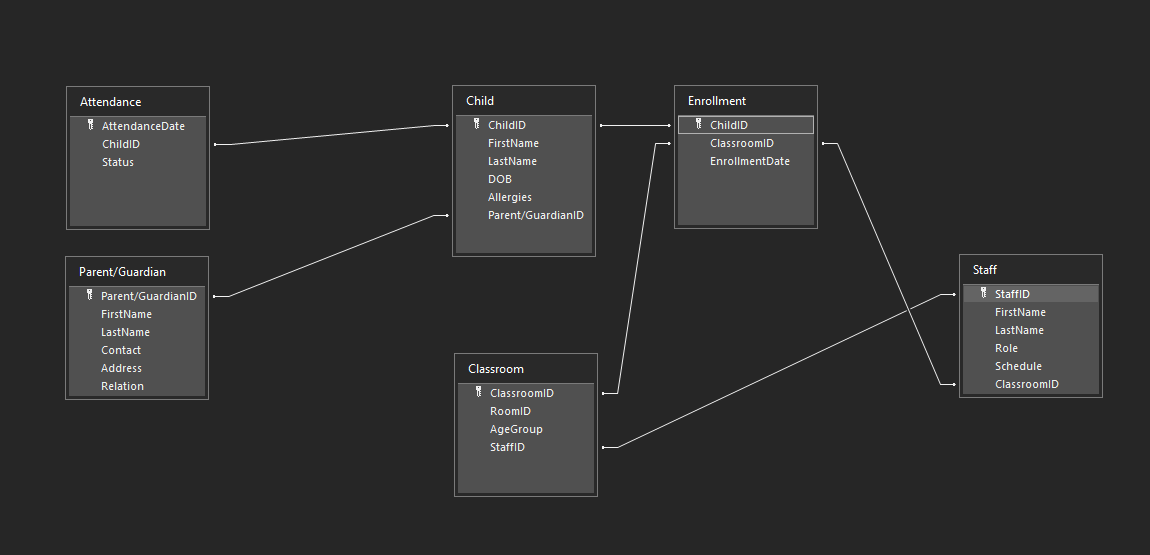 Attendance
AttendanceDate
ChildID
Status
Child
ChildID
FirstName
LastName
DOB
Allergies
Parent/GuardianID
Enrollment
ChildID
ClassroomID
EnrollmentDate
Parent/Guardian
Parent/GuardianID
FirstName
LastName
Contact
Address
Relation
Classroom
ClassroomID
RoomID
AgeGroup
StaffID
Staff
StaffID
FirstName
LastName
Role
Schedule
ClassroomID